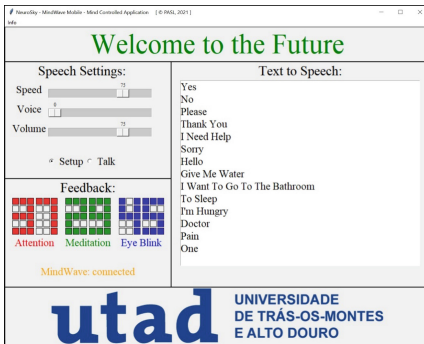 NeuroSky - MindWave Mobile - Mind Controlled Application [ © PASL, 2021 ]
Info
Welcome to the Future
Speech Settings:
Speed
75
Voice
0
Volume
75
Setup
Talk
Feedback:
Attention
Meditation
Eye Blink
MindWave: connected
Text to Speech:
Yes
No
Please
Thank You
I Need Help
Sorry
Hello
Give Me Water
I Want To Go To The Bathroom
To Sleep
I'm Hungry
Doctor
Pain
One
utad
UNIVERSIDADE
DE TRÁS-OS-MONTES
E ALTO DOURO